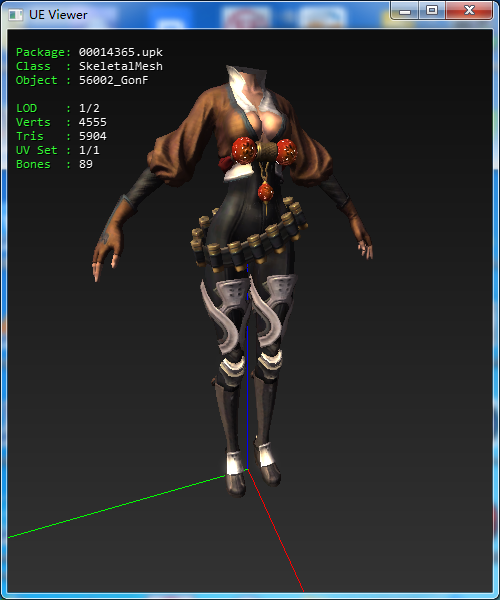 UE Viewer
Package: 00014365.upk
Class : SkeletalMesh
Object : 56002_GonF
LOD : 1/2
Verts : 4555
Tris : 5904
UV Set : 1/1
Bones : 89